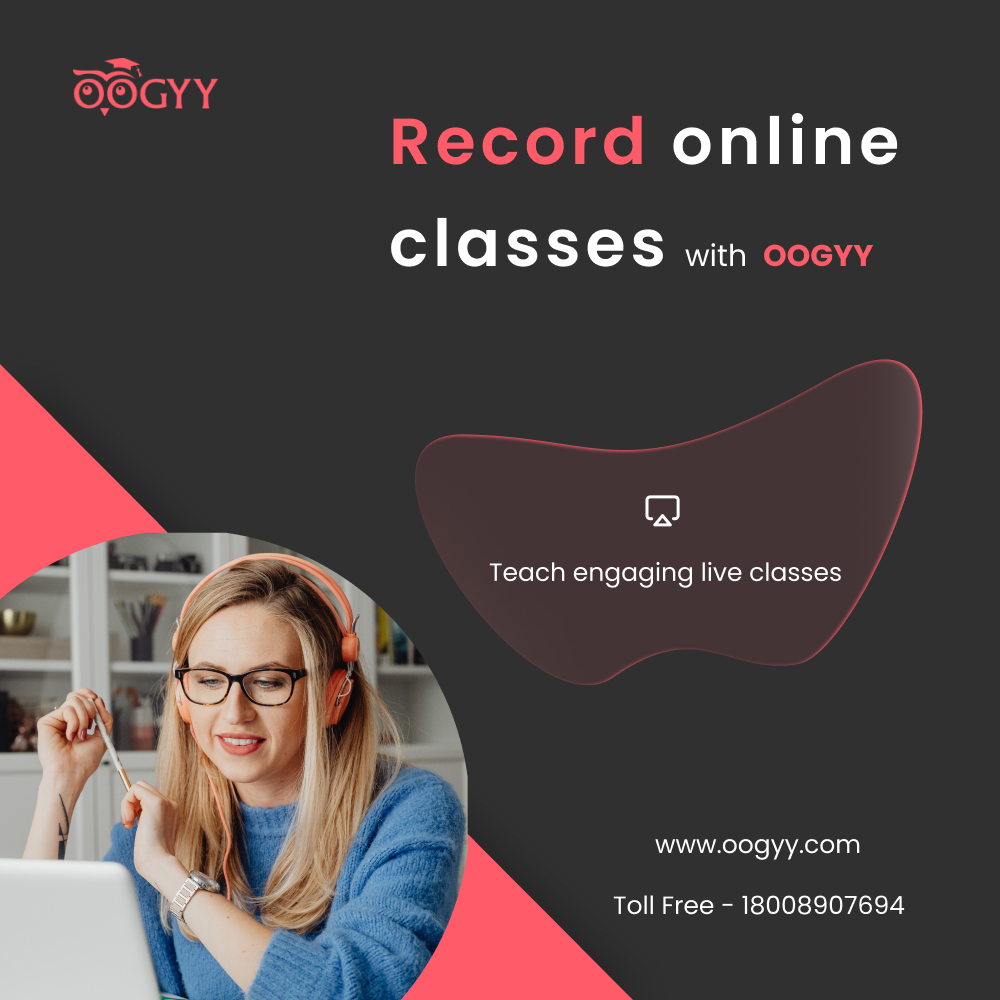 OOGYY
Record online
classes with OOGYY
Teach engaging live classes
www.oogyy.com
Toll Free - 18008907694